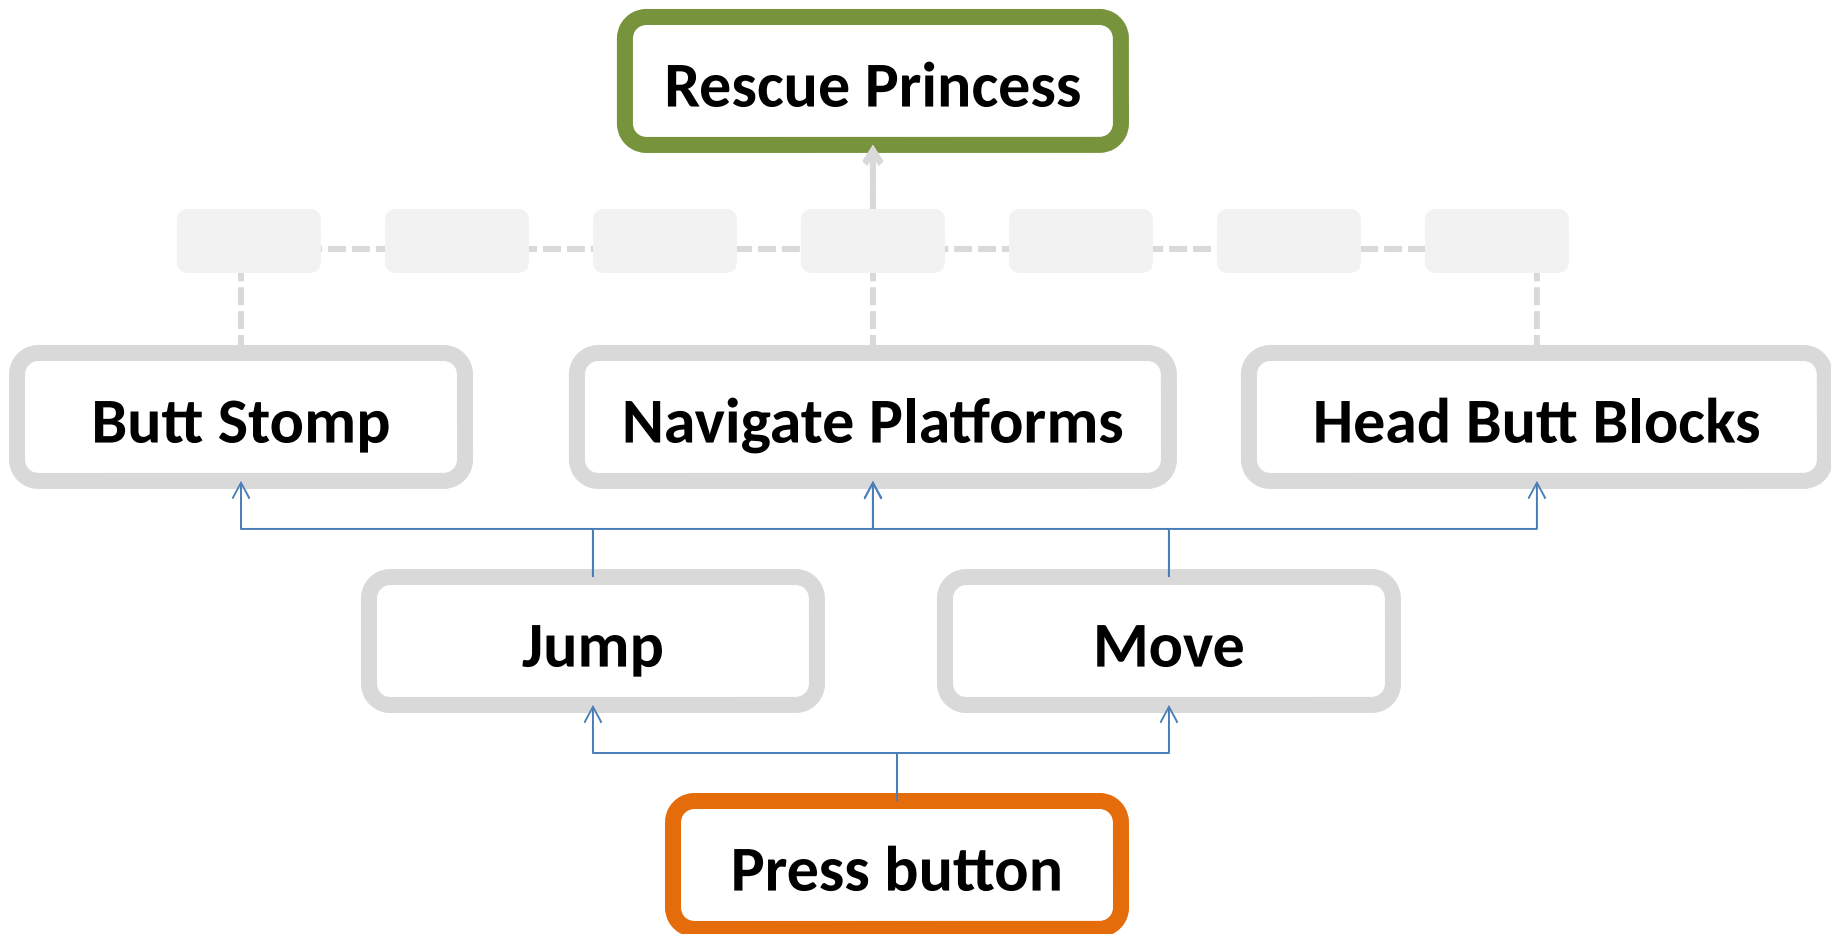 Rescue Princess
Butt Stomp
Navigate Platforms
Head Butt Blocks
Jump
Move
Press button